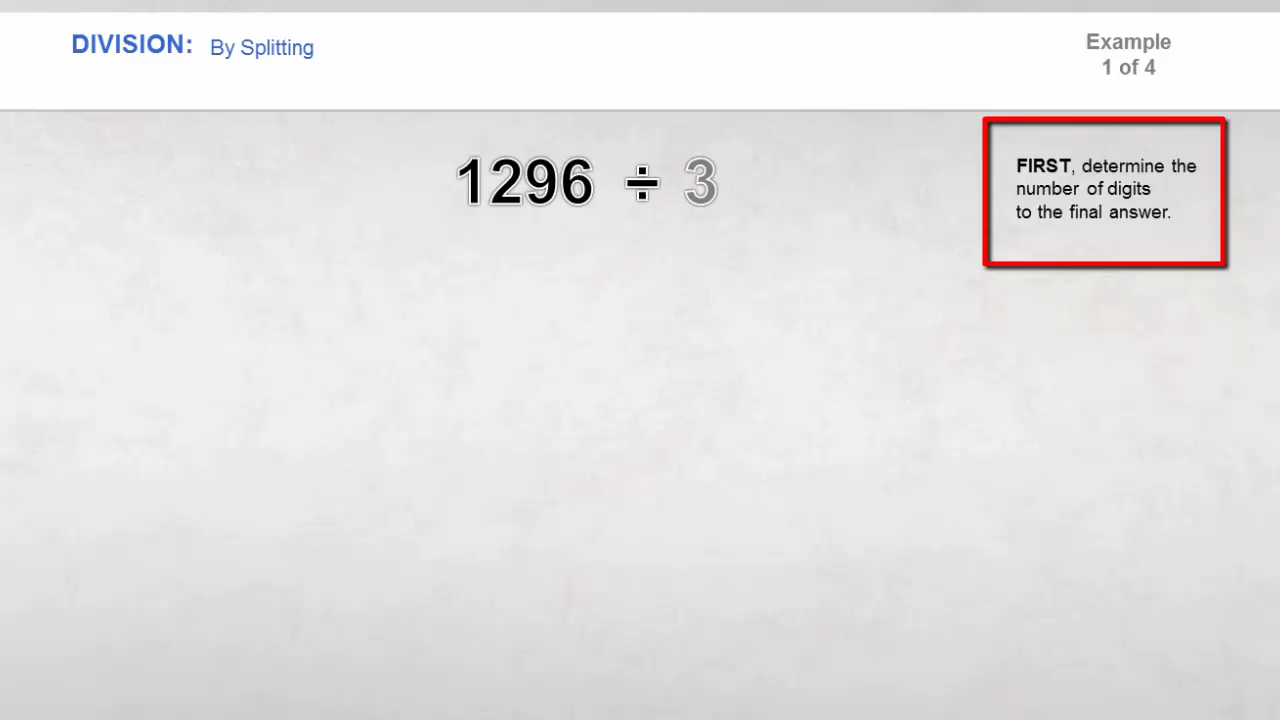 DIVISION: By Splitting
Example
1 of 4
1296 ÷ 3
FIRST, determine the
number of digits
to the final answer.